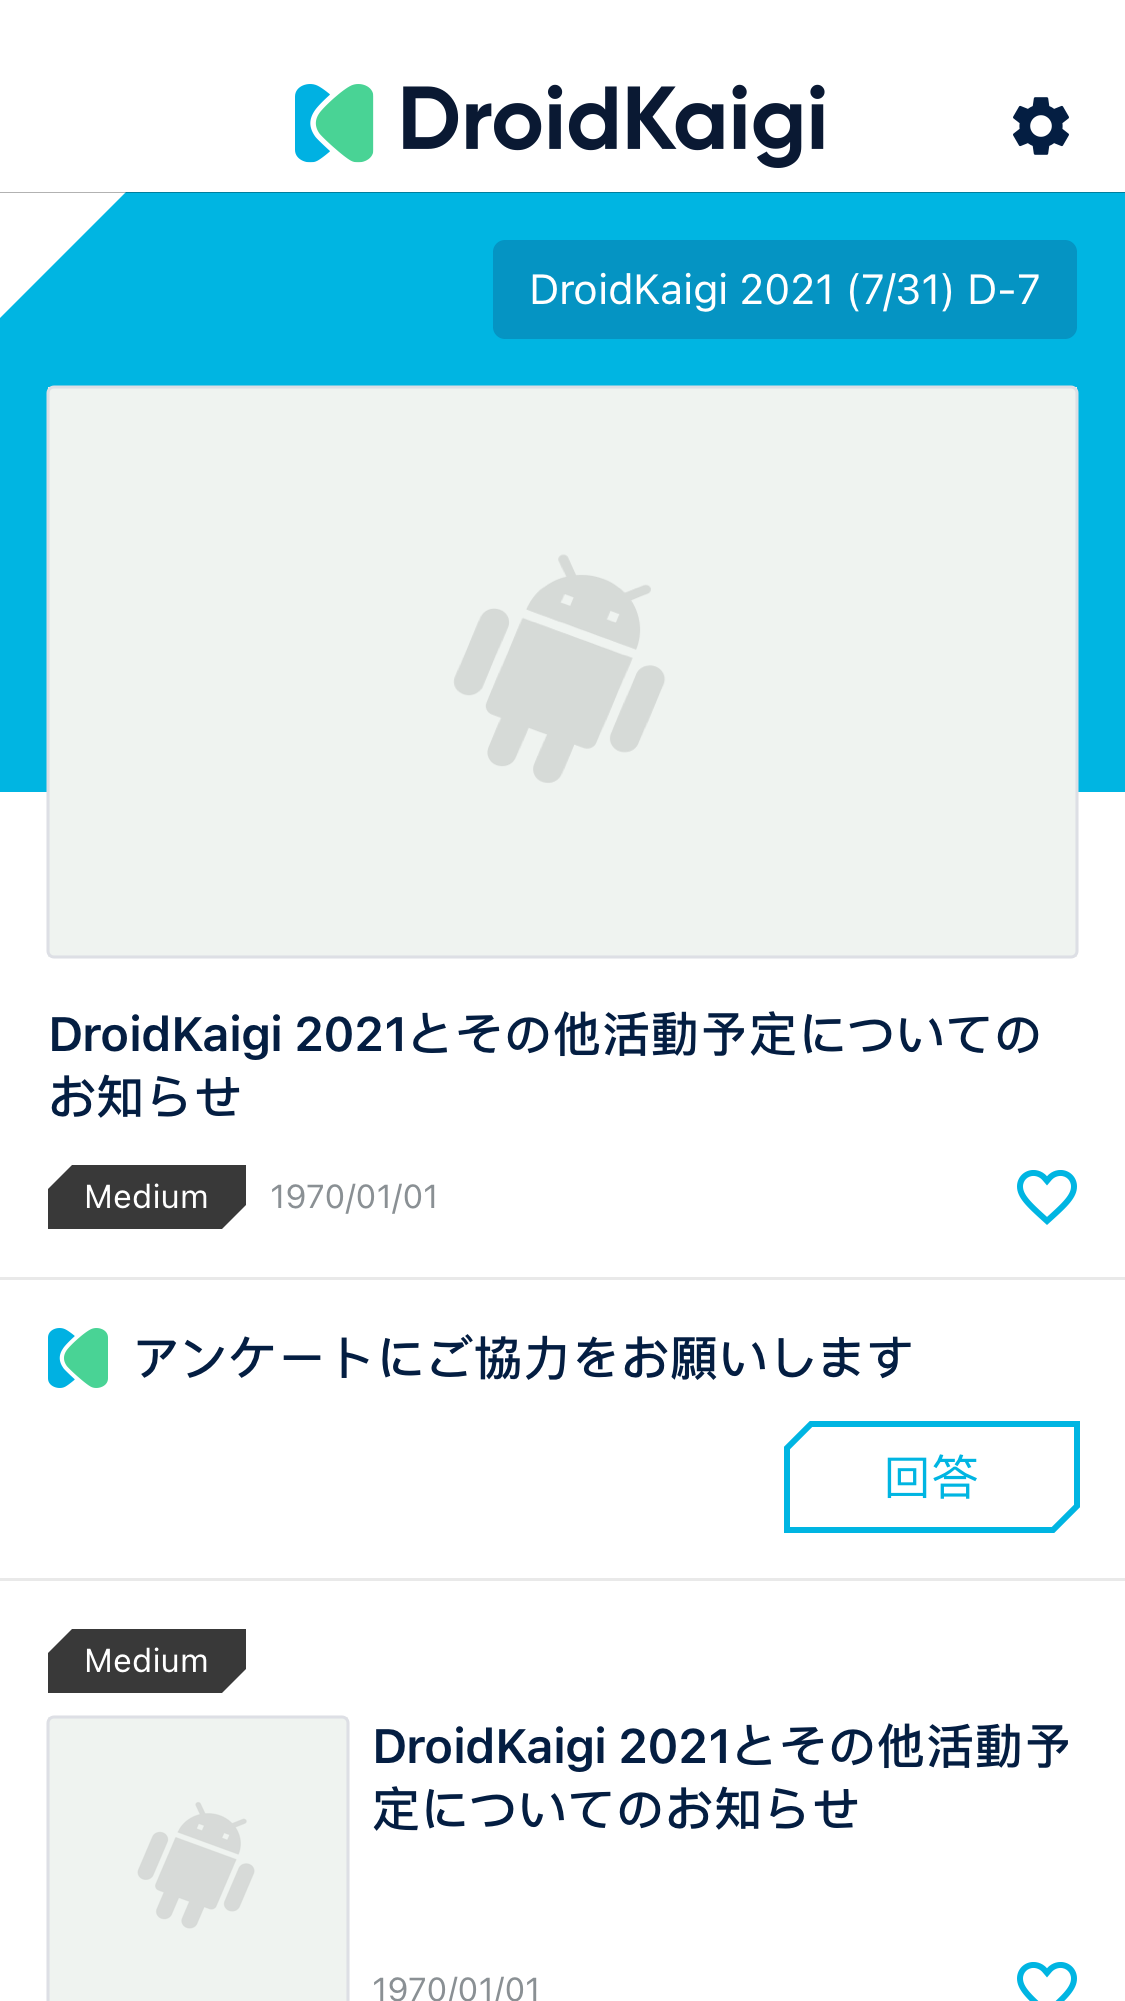 DroidKaigi
DroidKaigi 2021 (7/31) D-7
DroidKaigi 2021とその他活動予定についての
お知らせ
Medium 1970/01/01
アンケートにご協力をお願いします
回答
Medium
DroidKaigi 2021とその他活動予
定についてのお知らせ
1970/01/01